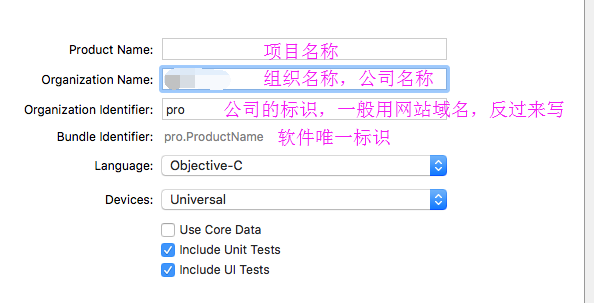 Product Name: 项目名称
Organization Name: 组织名称，公司名称
Organization Identifier: pro 公司的标识，一般用网站域名，反过来写
Bundle Identifier: pro.ProductName 软件唯一标识
Language: Objective-C
Devices: Universal
Use Core Data
Include Unit Tests
Include UI Tests